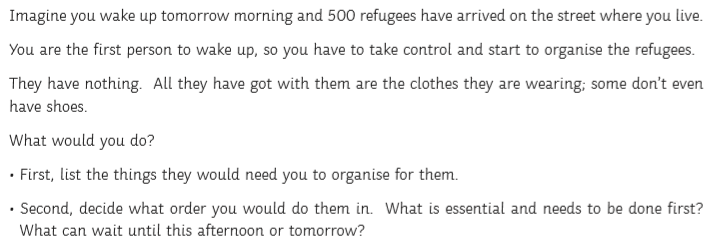 Imagine you wake up tomorrow morning and 500 refugees have arrived on the street where you live.
You are the first person to wake up, so you have to take control and start to organise the refugees.
They have nothing.  All they have got with them are the clothes they are wearing; some don't even
have shoes.
What would you do?
• First, list the things they would need you to organise for them.
• Second, decide what order you would do them in.  What is essential and needs to be done first?
What can wait until this afternoon or tomorrow?